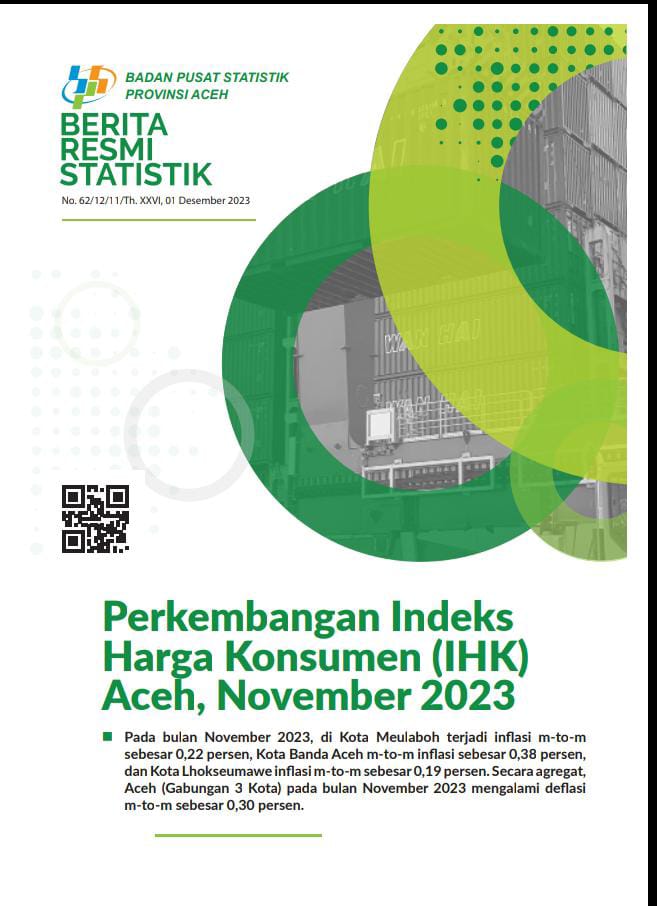 BADAN PUSAT STATISTIK
PROVINSI ACEH
BERITA
RESMI
STATISTIK
No. 62/12/11/Th. XXVI, 01 Desember 2023
WAN HAI
Perkembangan Indeks
Harga Konsumen (IHK)
Aceh, November 2023
Pada bulan November 2023, di Kota Meulaboh terjadi inflasi m-to-m
sebesar 0,22 persen, Kota Banda Aceh m-to-m inflasi sebesar 0,38 persen,
dan Kota Lhokseumawe inflasi m-to-m sebesar 0,19 persen. Secara agregat,
Aceh (Gabungan 3 Kota) pada bulan November 2023 mengalami deflasi
m-to-m sebesar 0,30 persen.